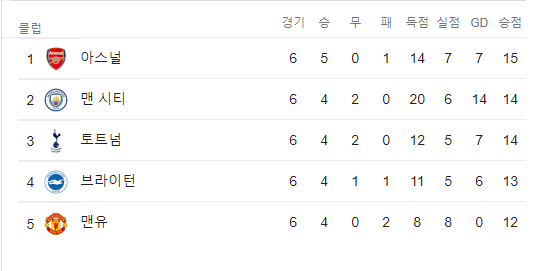 클럽 경기 승 무 패 득점 실점 GD 승점
1 아스널 6 5 0 1 14 7 7 15
2 맨 시티 6 4 2 0 20 6 14 14
3 토트넘 6 4 2 0 12 5 7 14
4 브라이턴 6 4 1 1 11 5 6 13
5 맨유 6 4 0 2 8 8 0 12